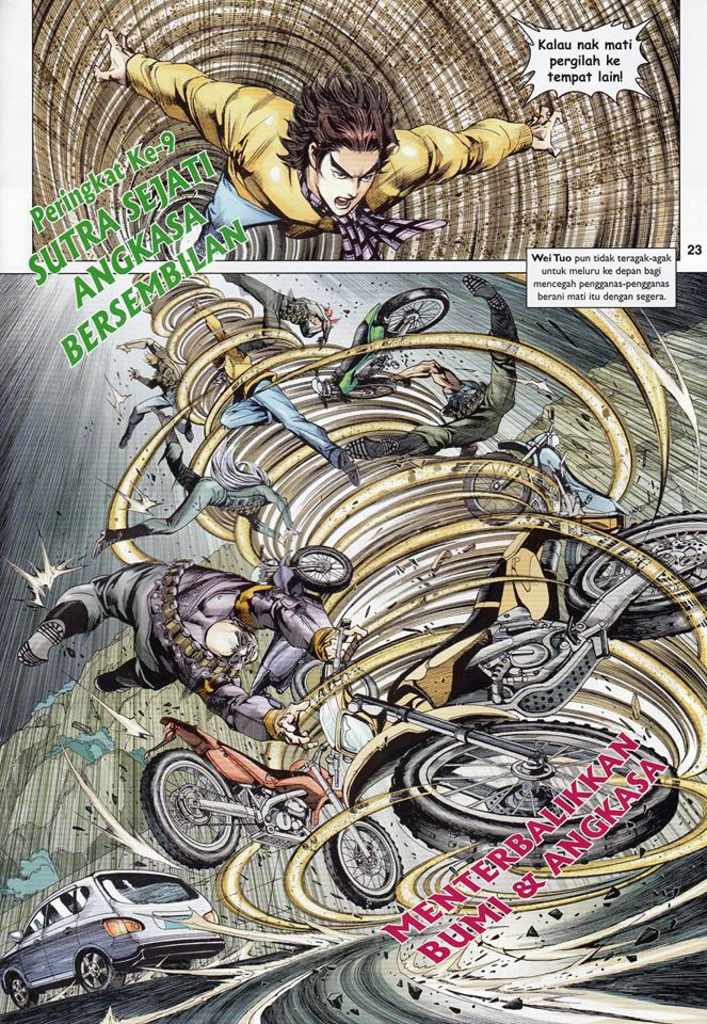 Kalau nak mati
pergilah ke
tempat lain!
Peringkat Ke-9
SUTRA SEJATI
ANGKASA
BERSEMBILAN
23
Wei Tuo pun tidak teragak-agak
untuk meluru ke depan bagi
mencegah pengganas-pengganas
berani mati itu dengan segera.
MENTERBALIKKAN
BUMI & ANGKASA